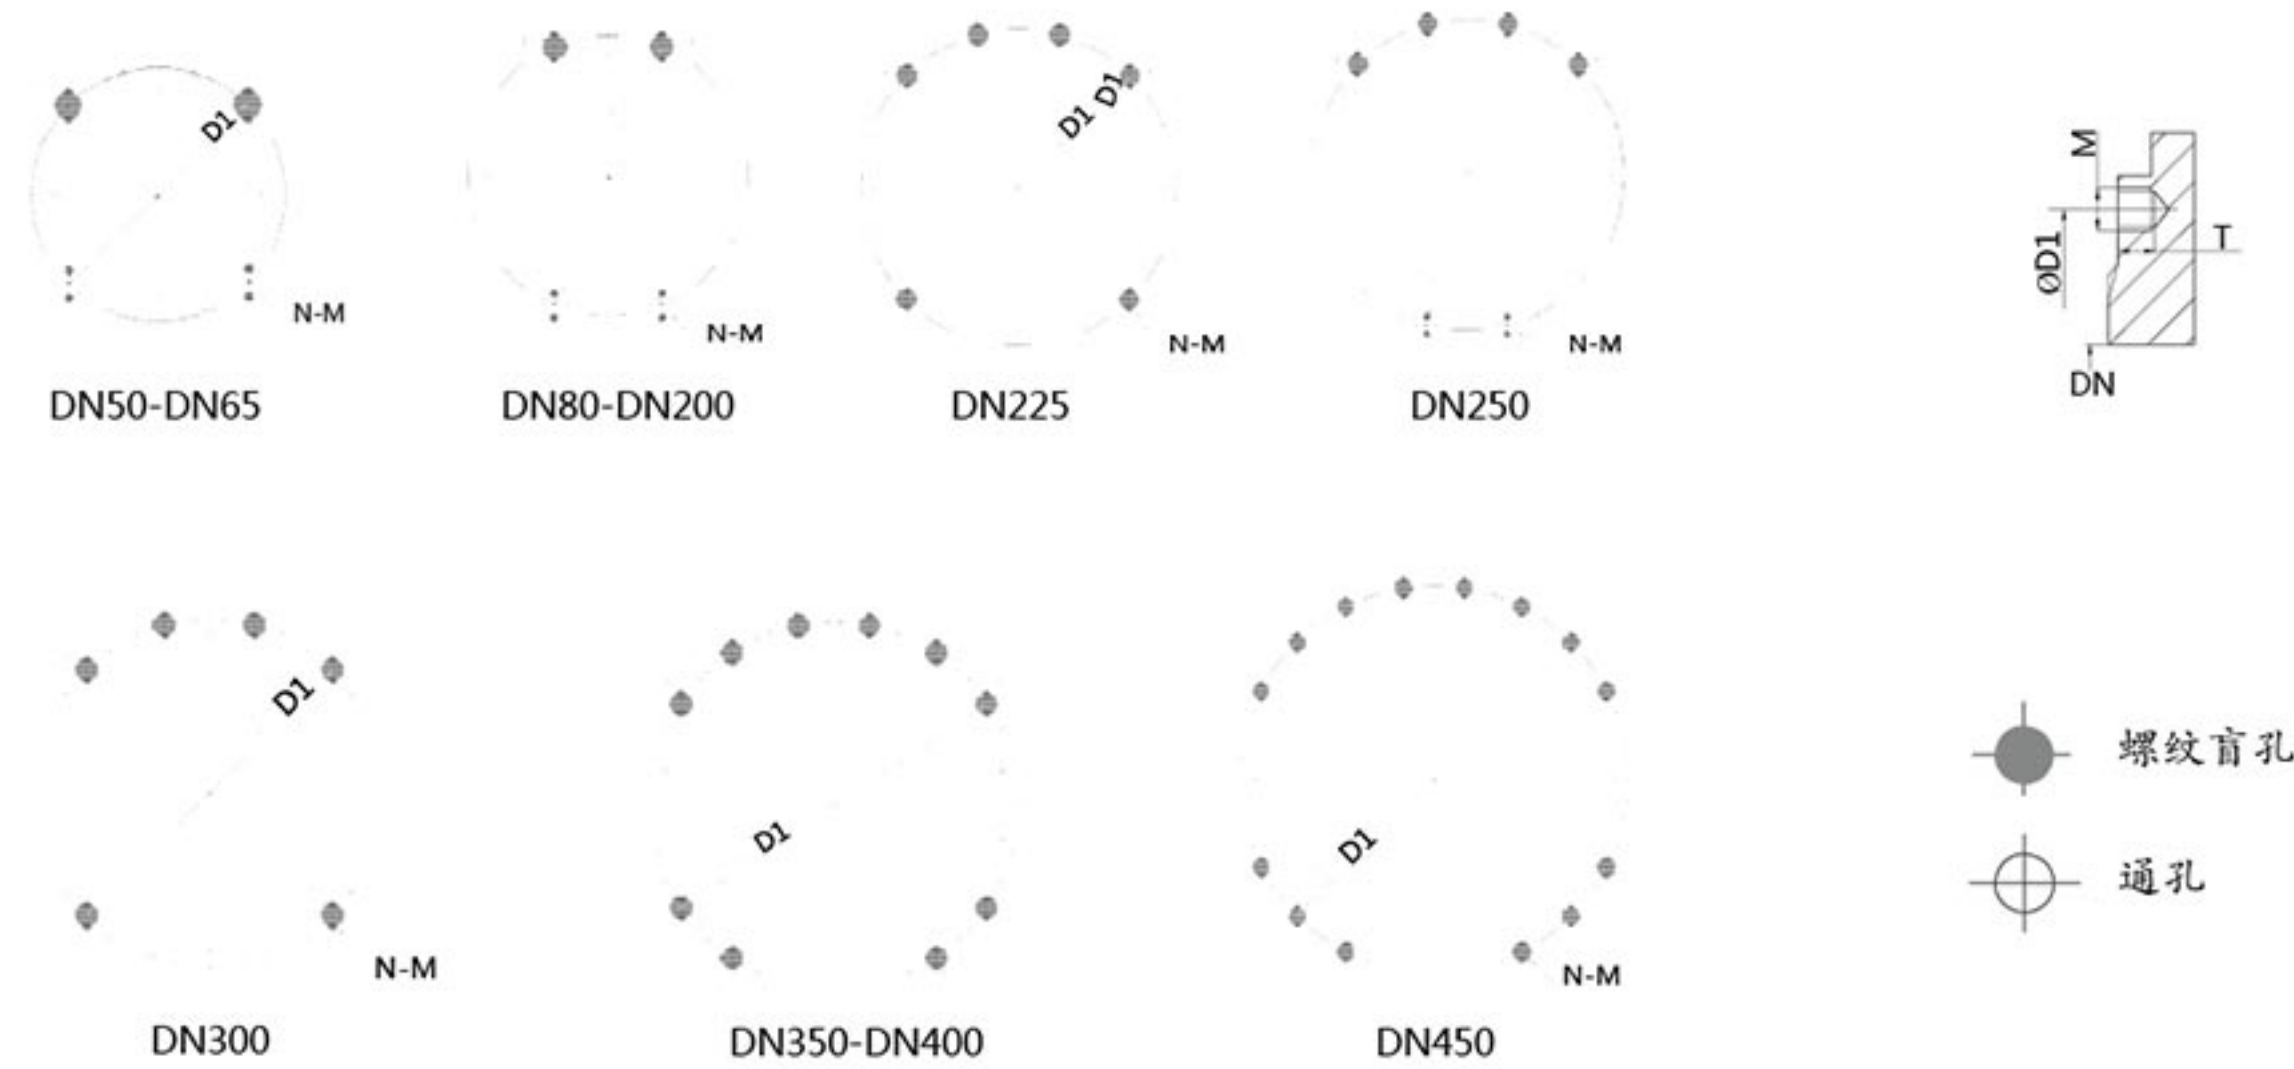 D1
N-M
DN50-DN65
N-M
DN80-DN200
D1
D1
N-M
DN225
N-M
DN250
M
ØD1
T
DN
D1
N-M
DN300
D1
DN350-DN400
D1
N-M
DN450
螺纹盲孔
通孔